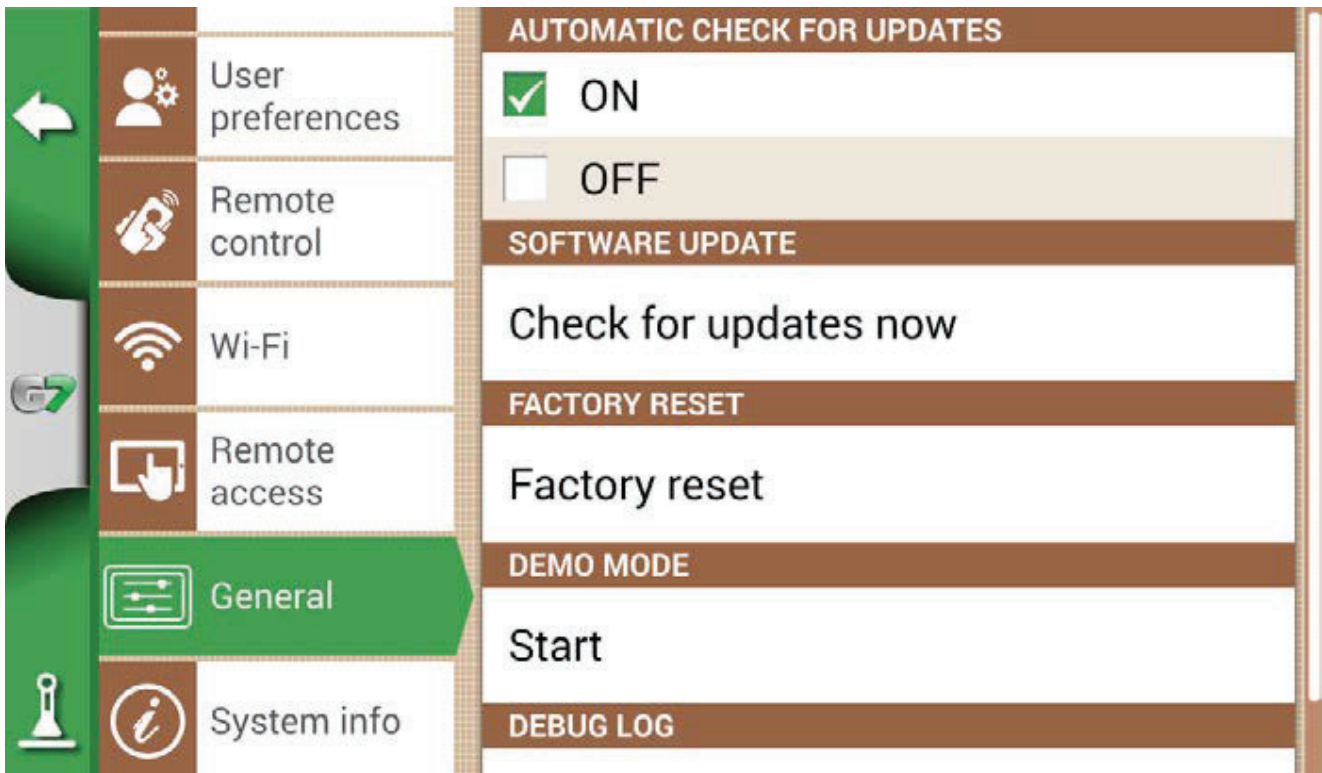 G7
User
preferences
Remote
control
Wi-Fi
Remote
access
General
System info
AUTOMATIC CHECK FOR UPDATES
ON
OFF
SOFTWARE UPDATE
Check for updates now
FACTORY RESET
Factory reset
DEMO MODE
Start
DEBUG LOG